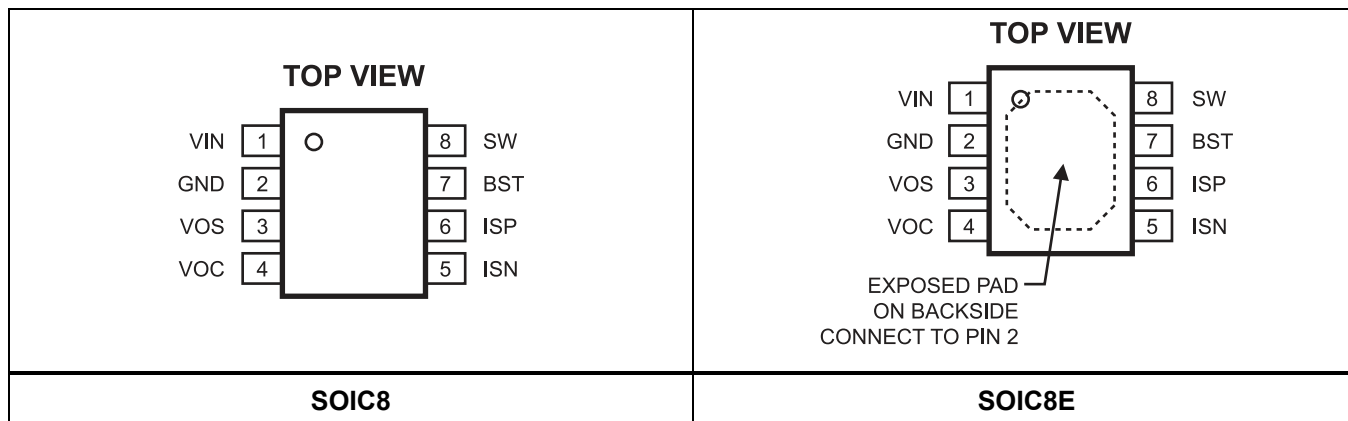 TOP VIEW
VIN 1 8 SW
GND 2 7 BST
VOS 3 6 ISP
VOC 4 5 ISN
SOIC8
TOP VIEW
VIN 1 8 SW
GND 2 7 BST
VOS 3 6 ISP
VOC 4 5 ISN
EXPOSED PAD
ON BACKSIDE
CONNECT TO PIN 2
SOIC8E